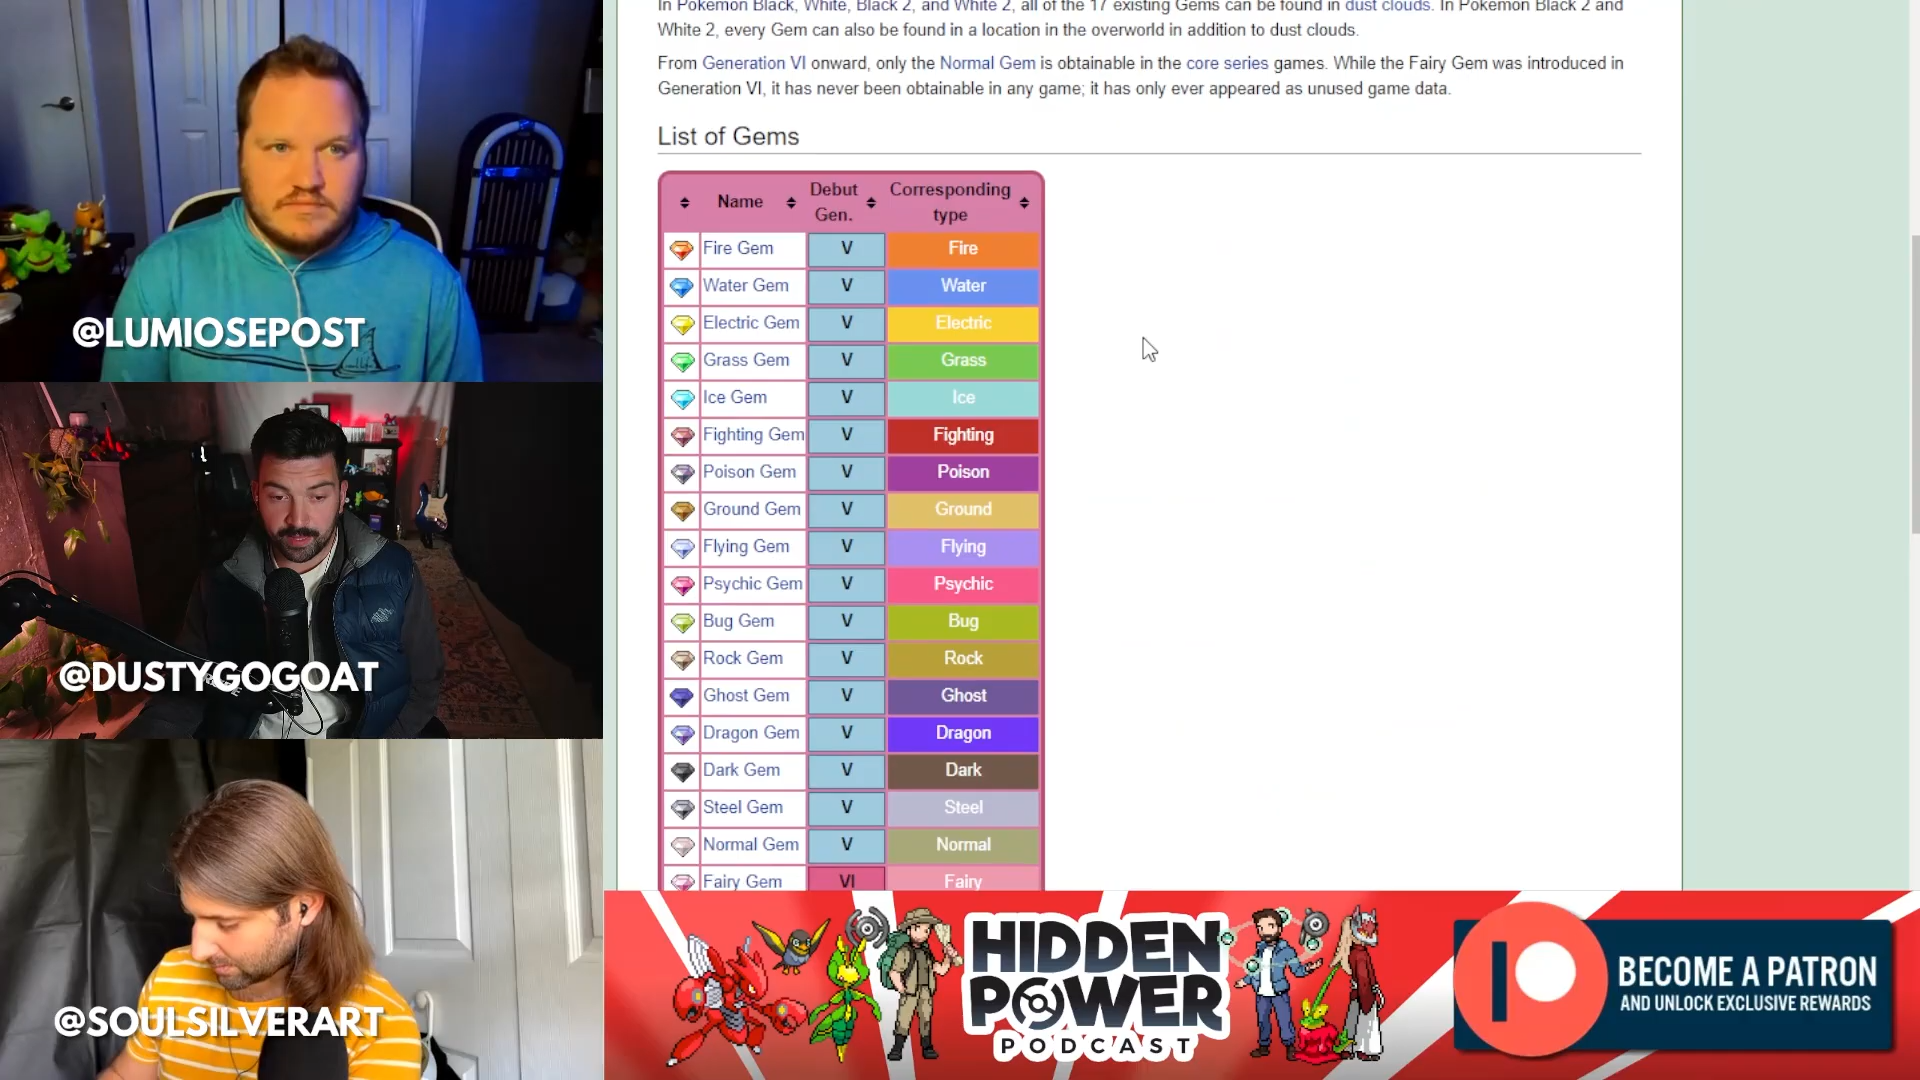 In Pokémon Black, White, Black 2, and White 2, all of the 17 existing Gems can be found in dust clouds. In Pokémon Black 2 and
White 2, every Gem can also be found in a location in the overworld in addition to dust clouds.
From Generation VI onward, only the Normal Gem is obtainable in the core series games. While the Fairy Gem was introduced in
Generation VI, it has never been obtainable in any game; it has only ever appeared as unused game data.
List of Gems
Name Debut Gen. Corresponding type
Fire Gem V Fire
Water Gem V Water
Electric Gem V Electric
Grass Gem V Grass
Ice Gem V Ice
Fighting Gem V Fighting
Poison Gem V Poison
Ground Gem V Ground
Flying Gem V Flying
Psychic Gem V Psychic
Bug Gem V Bug
Rock Gem V Rock
Ghost Gem V Ghost
Dragon Gem V Dragon
Dark Gem V Dark
Steel Gem V Steel
Normal Gem V Normal
Fairy Gem VI Fairy
@LUMIOSEPOST
@DUSTYGOGOAT
@SOULSILVERART
HIDDEN
POWER
PODCAST
BECOME A PATRON
AND UNLOCK EXCLUSIVE REWARDS